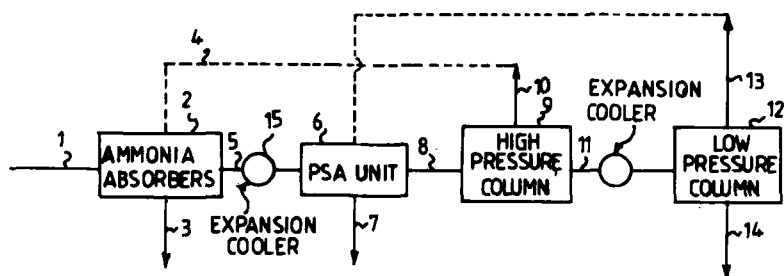 4
2
1
AMMONIA
ABSORBERS
3
5
15
EXPANSION
COOLER
6
PSA UNIT
7
8
10
9
HIGH
PRESSURE
COLUMN
11
EXPANSION
COOLER
13
12
LOW
PRESSURE
COLUMN
14